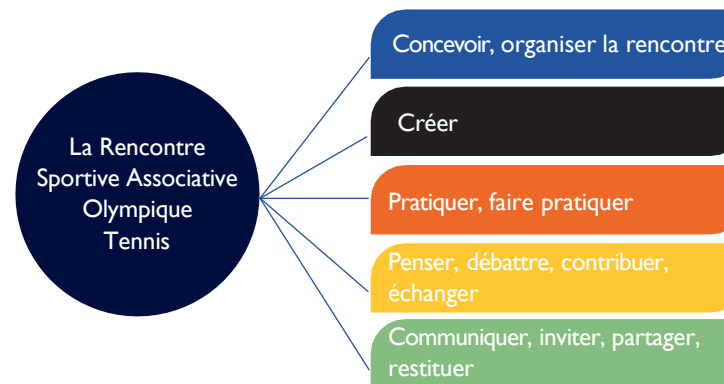 La Rencontre
Sportive Associative
Olympique
Tennis
Concevoir, organiser la rencontre
Créer
Pratiquer, faire pratiquer
Penser, débattre, contribuer,
échanger
Communiquer, inviter, partager,
restituer